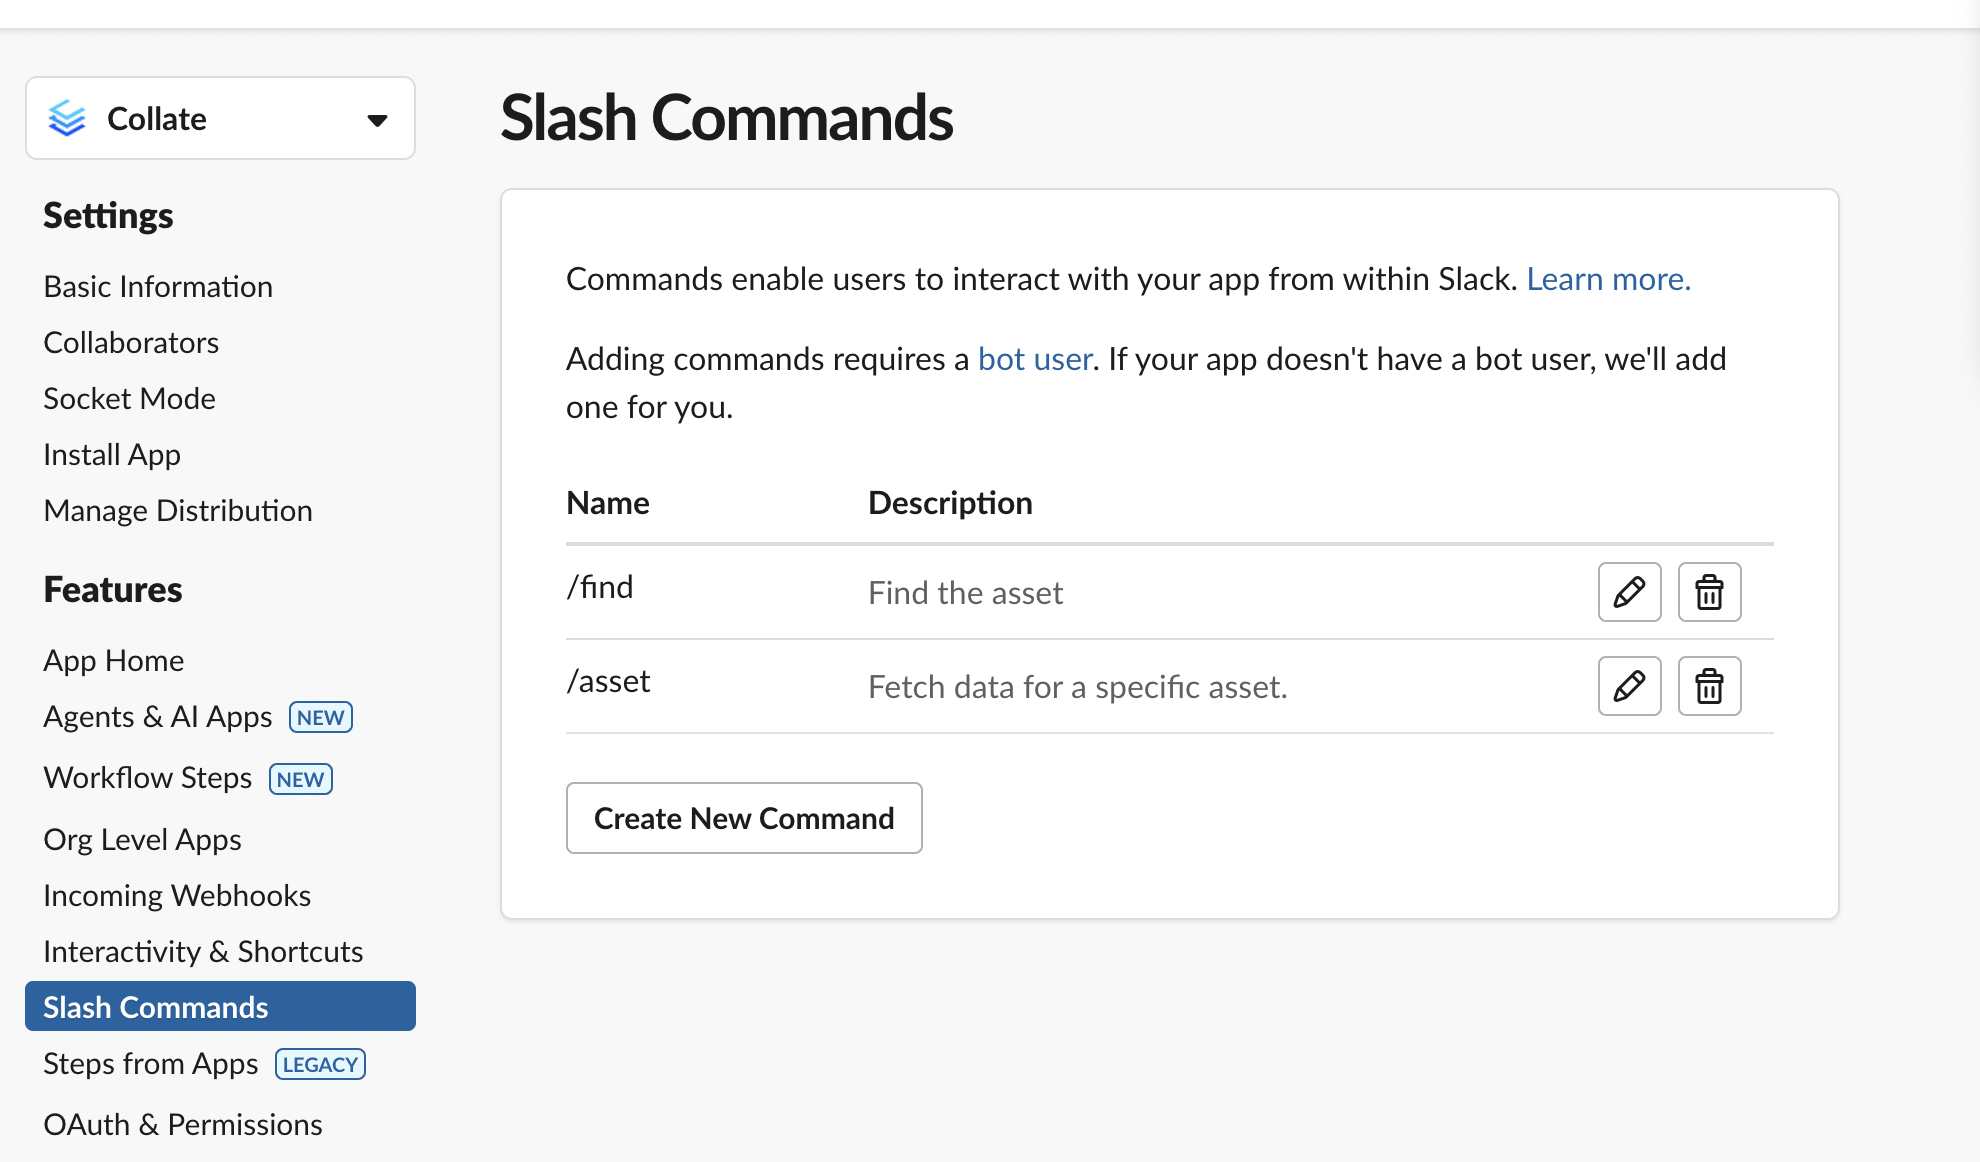 Collate
Settings
Basic Information
Collaborators
Socket Mode
Install App
Manage Distribution
Features
App Home
Agents & AI Apps NEW
Workflow Steps NEW
Org Level Apps
Incoming Webhooks
Interactivity & Shortcuts
Slash Commands
Steps from Apps LEGACY
OAuth & Permissions
Slash Commands
Commands enable users to interact with your app from within Slack. Learn more.
Adding commands requires a bot user. If your app doesn't have a bot user, we'll add
one for you.
Name Description
/find Find the asset
/asset Fetch data for a specific asset.
Create New Command